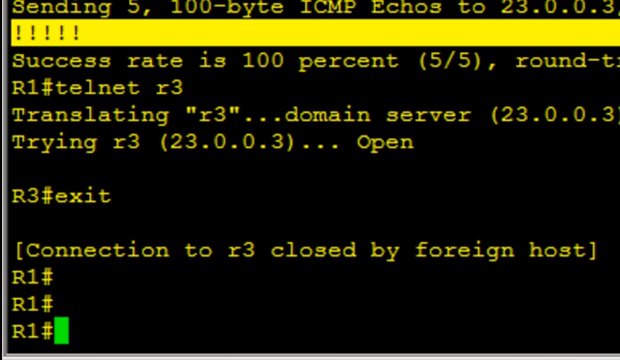 Sending 5, 100-byte ICMP Echos to 23.0.0.3,
!!!!!
Success rate is 100 percent (5/5), round-t
R1#telnet r3
Translating "r3"...domain server (23.0.0.3)
Trying r3 (23.0.0.3)... Open
R3#exit
[Connection to r3 closed by foreign host]
R1#
R1#
R1#